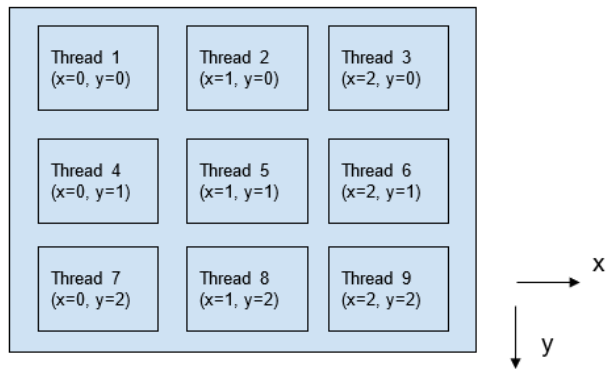 Thread 1
(x=0, y=0)
Thread 2
(x=1, y=0)
Thread 3
(x=2, y=0)
Thread 4
(x=0, y=1)
Thread 5
(x=1, y=1)
Thread 6
(x=2, y=1)
Thread 7
(x=0, y=2)
Thread 8
(x=1, y=2)
Thread 9
(x=2, y=2)
x
y